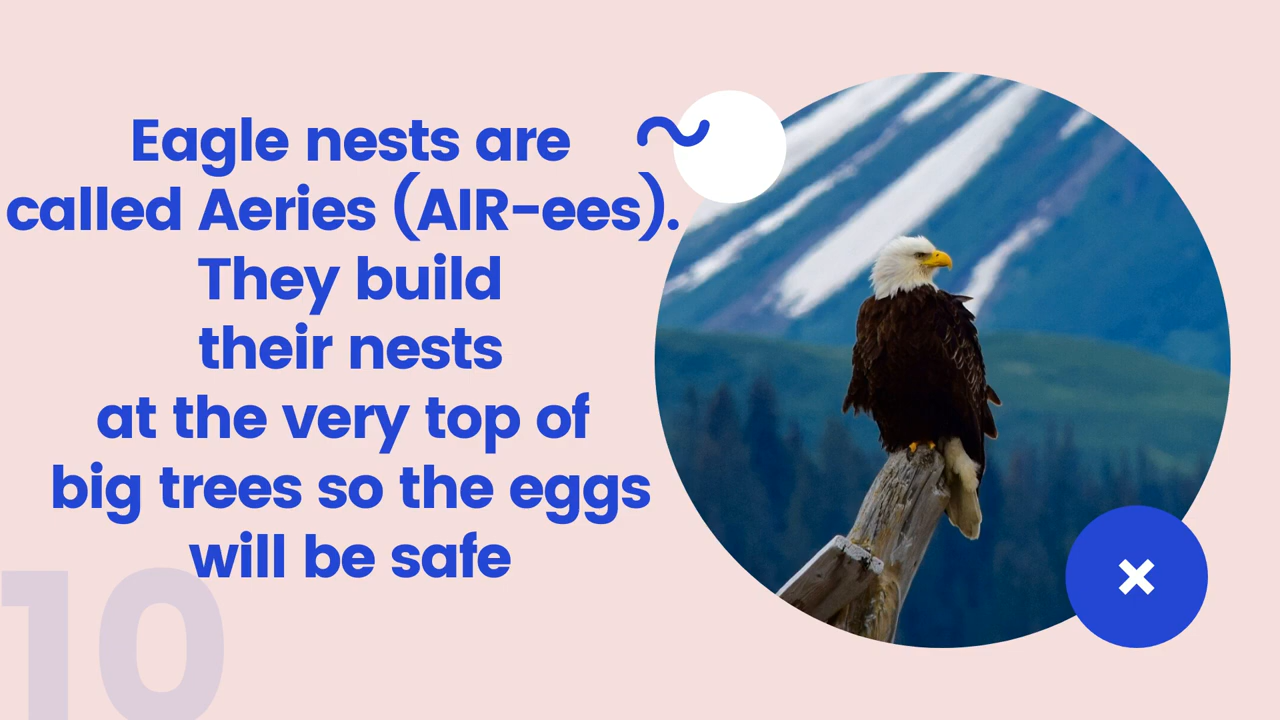 Eagle nests are
called Aeries (AIR-ees).
They build
their nests
at the very top of
big trees so the eggs
will be safe
10